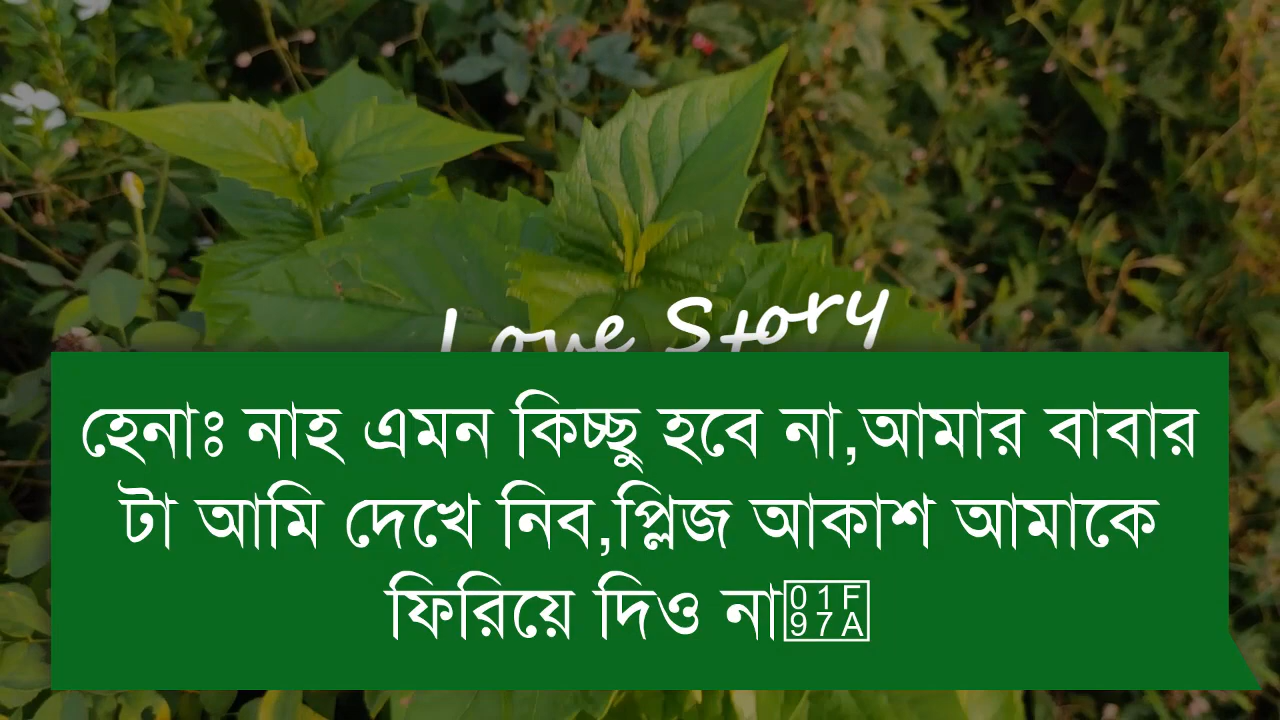 Love Story
হেনাঃ নাহ এমন কিচ্ছু হবে না,আমার বাবার
টা আমি দেখে নিব,প্লিজ আকাশ আমাকে
ফিরিয়ে দিও না🥺